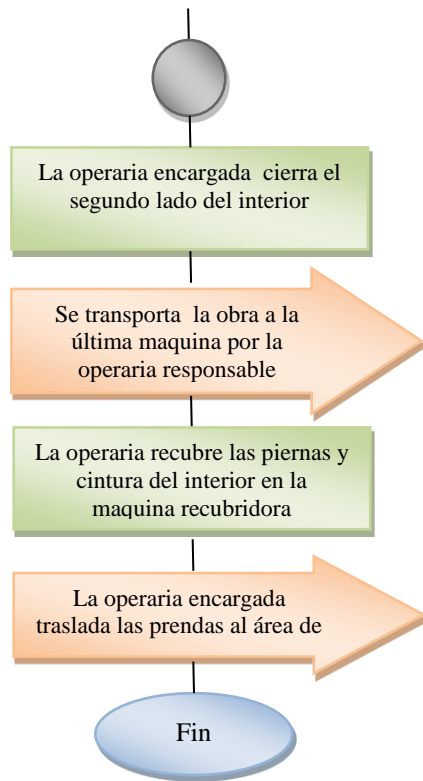 La operaria encargada cierra el
segundo lado del interior
Se transporta la obra a la
última maquina por la
operaria responsable
La operaria recubre las piernas y
cintura del interior en la
maquina recubridora
La operaria encargada
traslada las prendas al área de
Fin